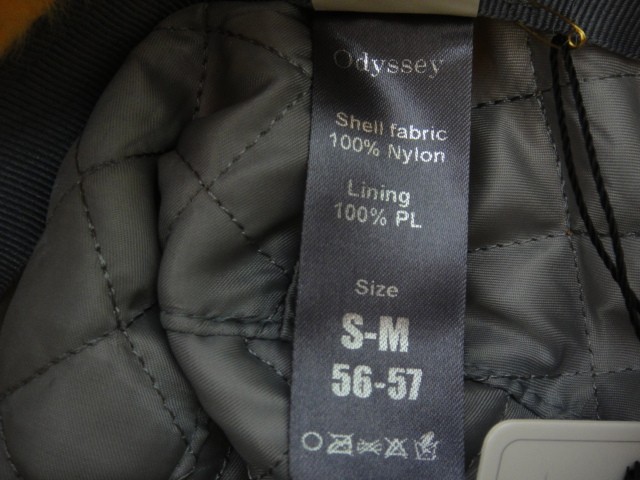 Odyssey
Shell fabric
100% Nylon
Lining
100% PL
Size
S-M
56-57